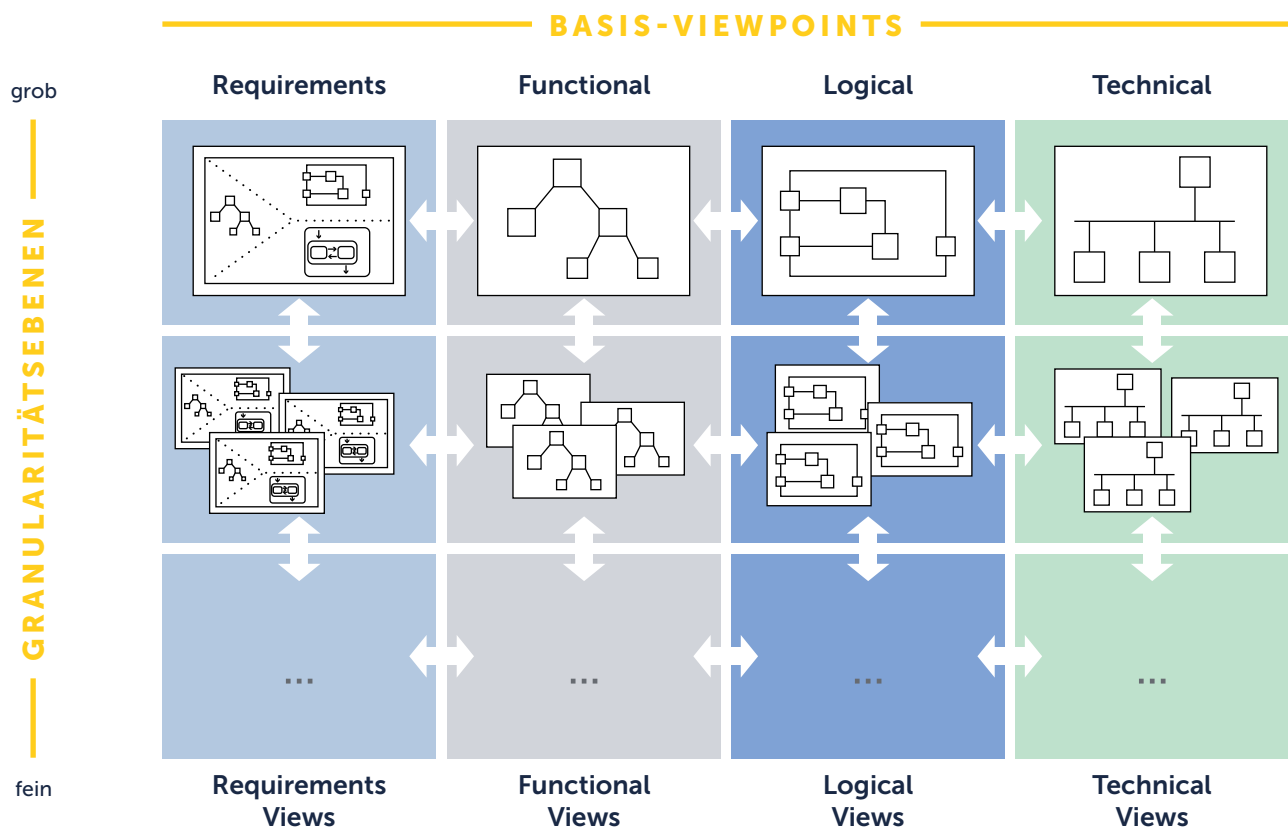 BASIS-VIEWPOINTS
grob
Requirements
Functional
Logical
Technical
GRANULARITÄTSEBENEN
...
...
...
...
fein
Requirements
Views
Functional
Views
Logical
Views
Technical
Views